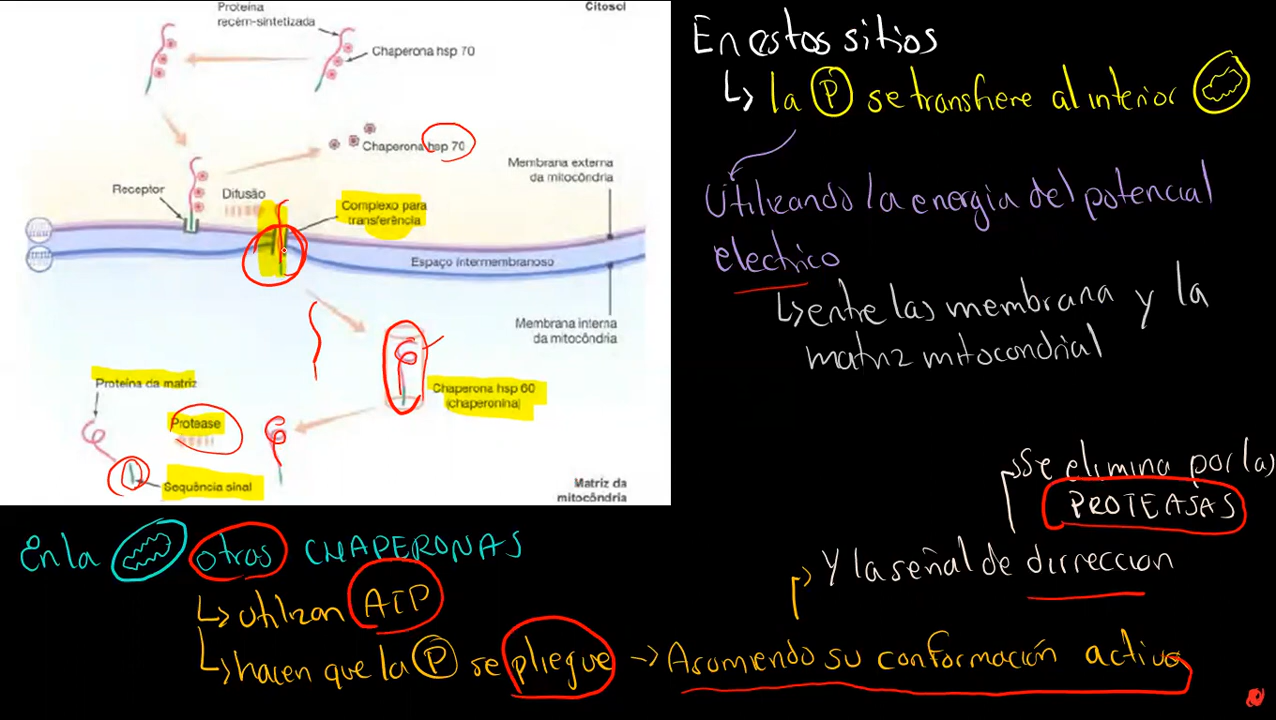 Proteína
recém-sintetizada
Citosol
Chaperona hsp 70
Chaperona hsp 70
Membrana externa
da mitocôndria
Receptor
Difusão
Complexo para
transferência
Espaço intermembranoso
Membrana interna
da mitocôndria
Proteína da matriz
Chaperona hsp 60
(chaperonina)
Protease
Sequência sinal
Matriz da
mitocôndria
En estos sitios
↳ la P se transfiere al interior
Utilizando la energia del potencial
electrico
↳ entre las membrana y la
matriz mitocondrial
Se elimina por las
PROTEASAS
Y la señal de dirreccion
En la otras CHAPERONAS
↳ utilizan ATP
↳ hacen que la P se pliegue → Asumiendo su conformación activa